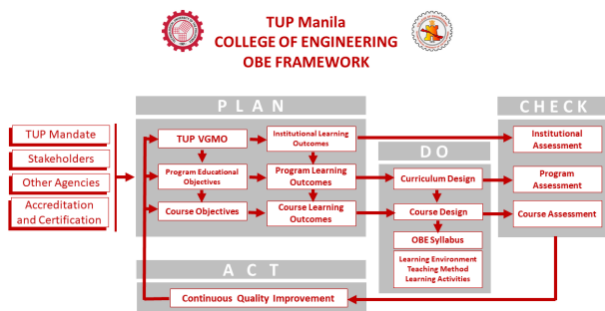 TUP Manila
COLLEGE OF ENGINEERING
OBE FRAMEWORK
PLAN
CHECK
DO
ACT
TUP Mandate
Stakeholders
Other Agencies
Accreditation
and Certification
TUP VGMO
Institutional Learning
Outcomes
Program Educational
Objectives
Program Learning
Outcomes
Course Objectives
Course Learning
Outcomes
Curriculum Design
Course Design
OBE Syllabus
Learning Environment
Teaching Method
Learning Activities
Institutional
Assessment
Program
Assessment
Course Assessment
Continuous Quality Improvement